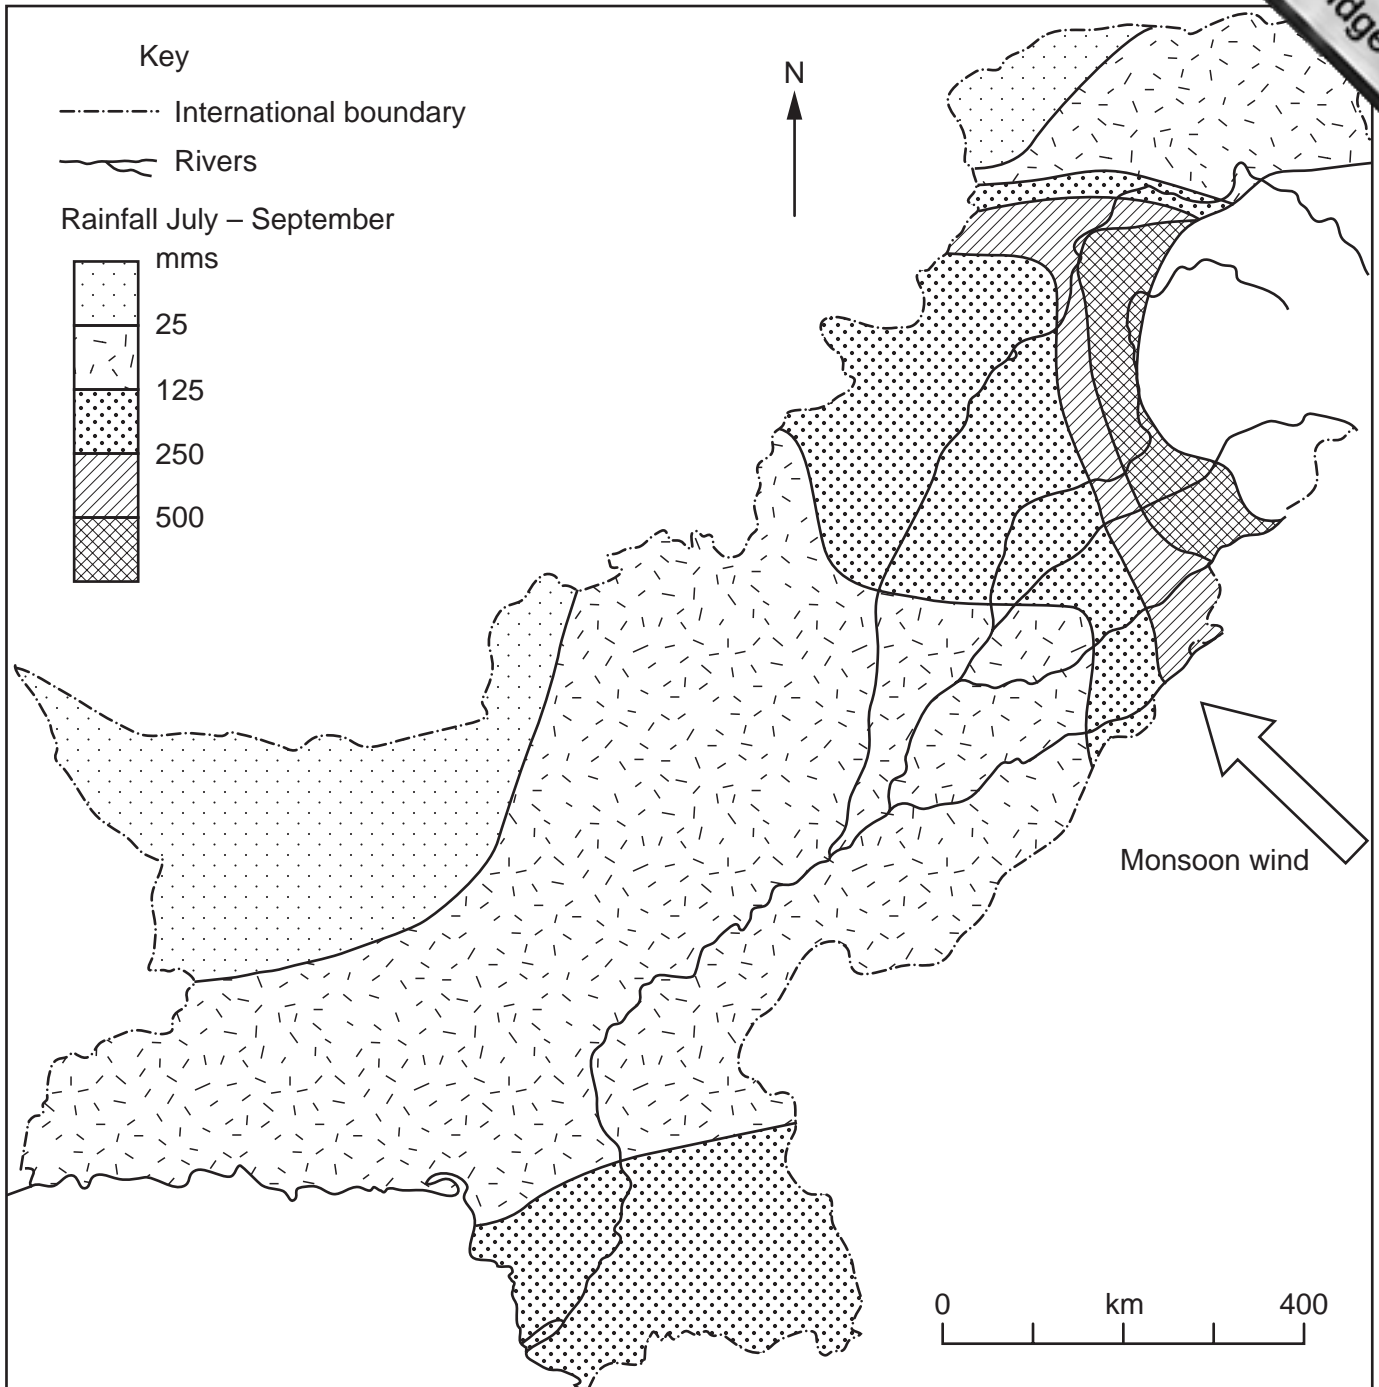 Key
International boundary
Rivers
Rainfall July – September
mms
25
125
250
500
N
Monsoon wind
0 km 400